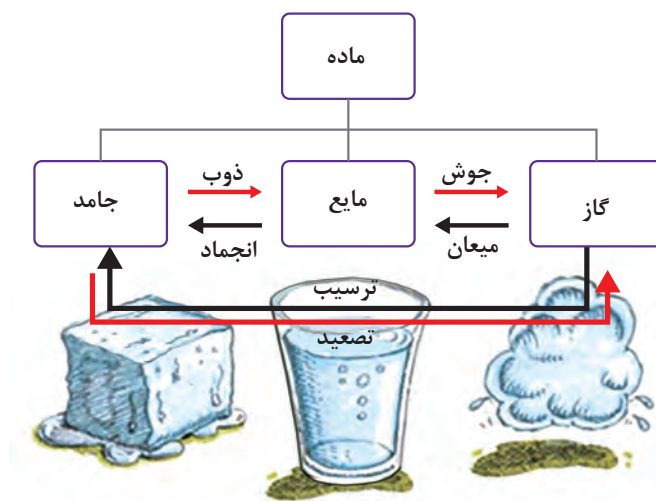 ماده
گاز
جوش
میعان
مایع
ذوب
انجماد
جامد
ترسیب
تصعید